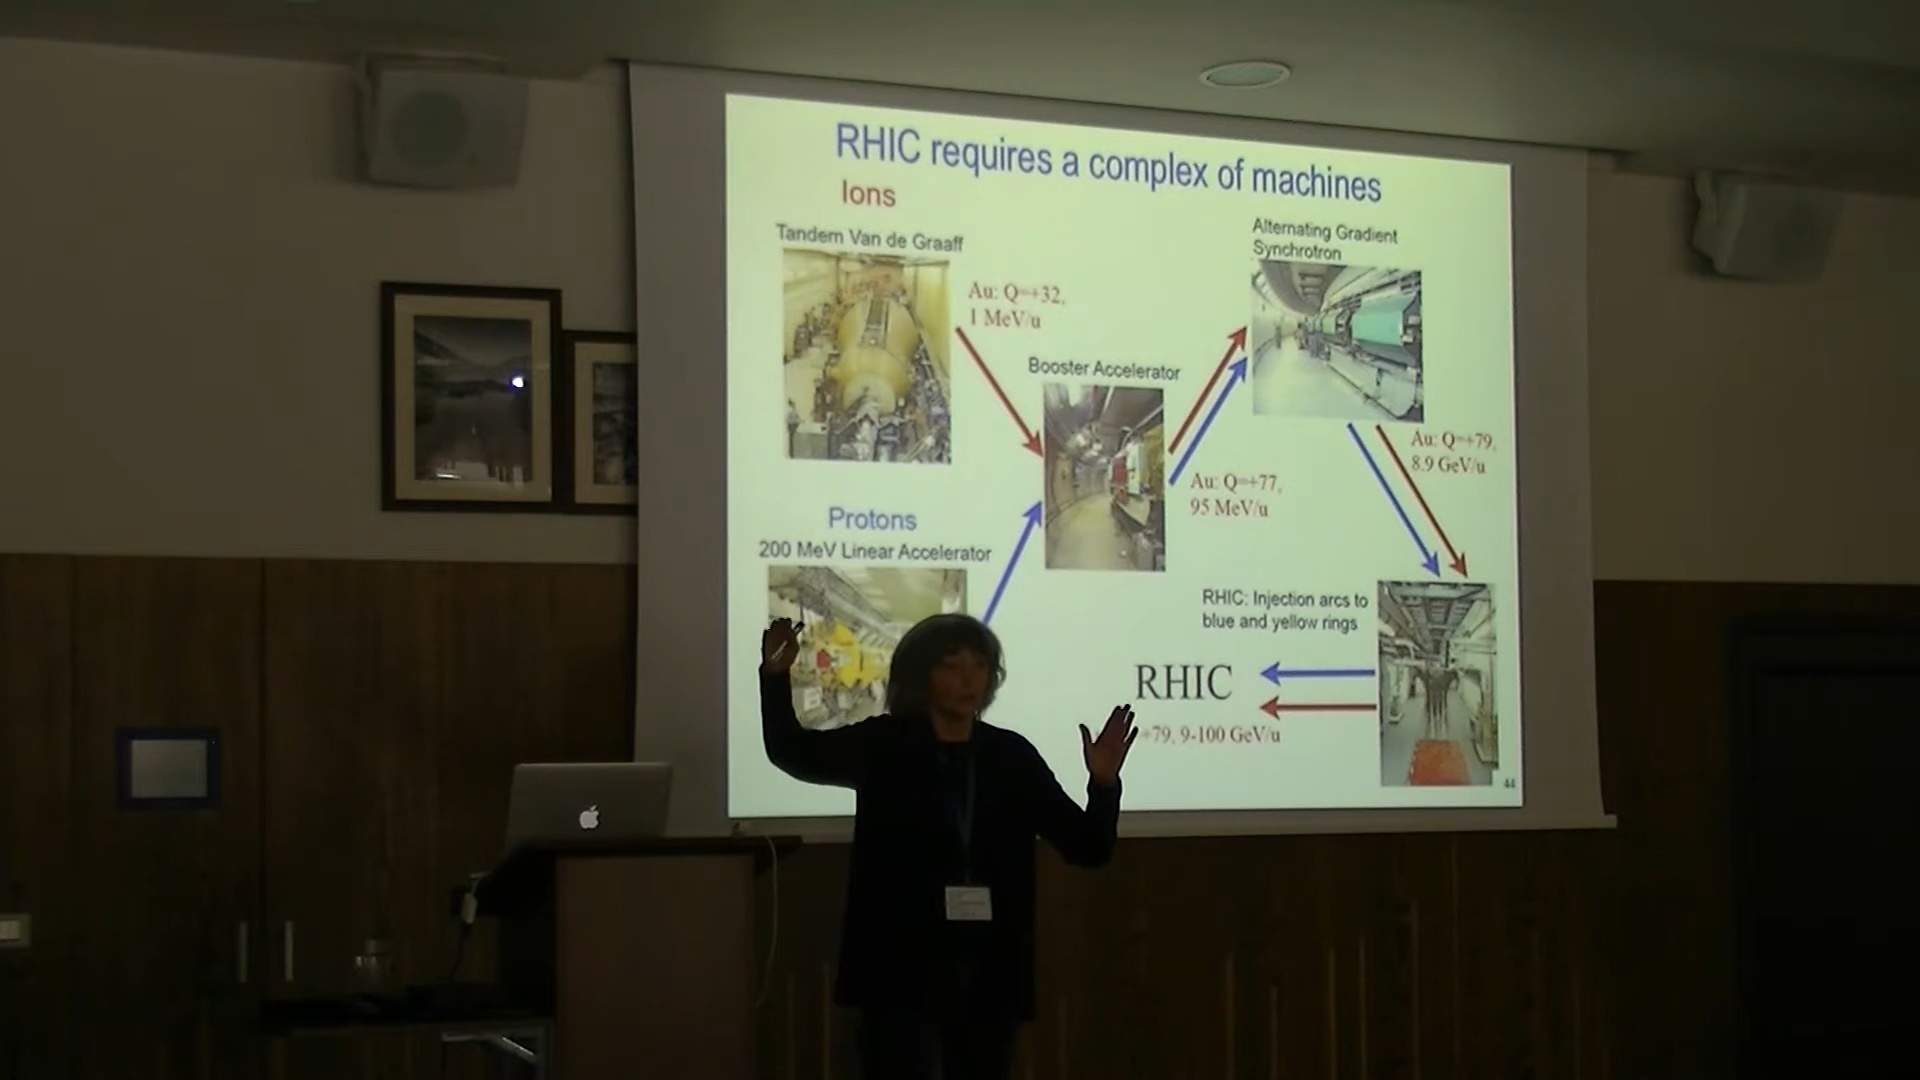 RHIC requires a complex of machines
Ions
Tandem Van de Graaff
Au: Q=+32,
1 MeV/u
Booster Accelerator
Alternating Gradient
Synchrotron
Au: Q=+79,
8.9 GeV/u
Au: Q=+77,
95 MeV/u
Protons
200 MeV Linear Accelerator
RHIC: Injection arcs to
blue and yellow rings
RHIC
+79, 9-100 GeV/u
44